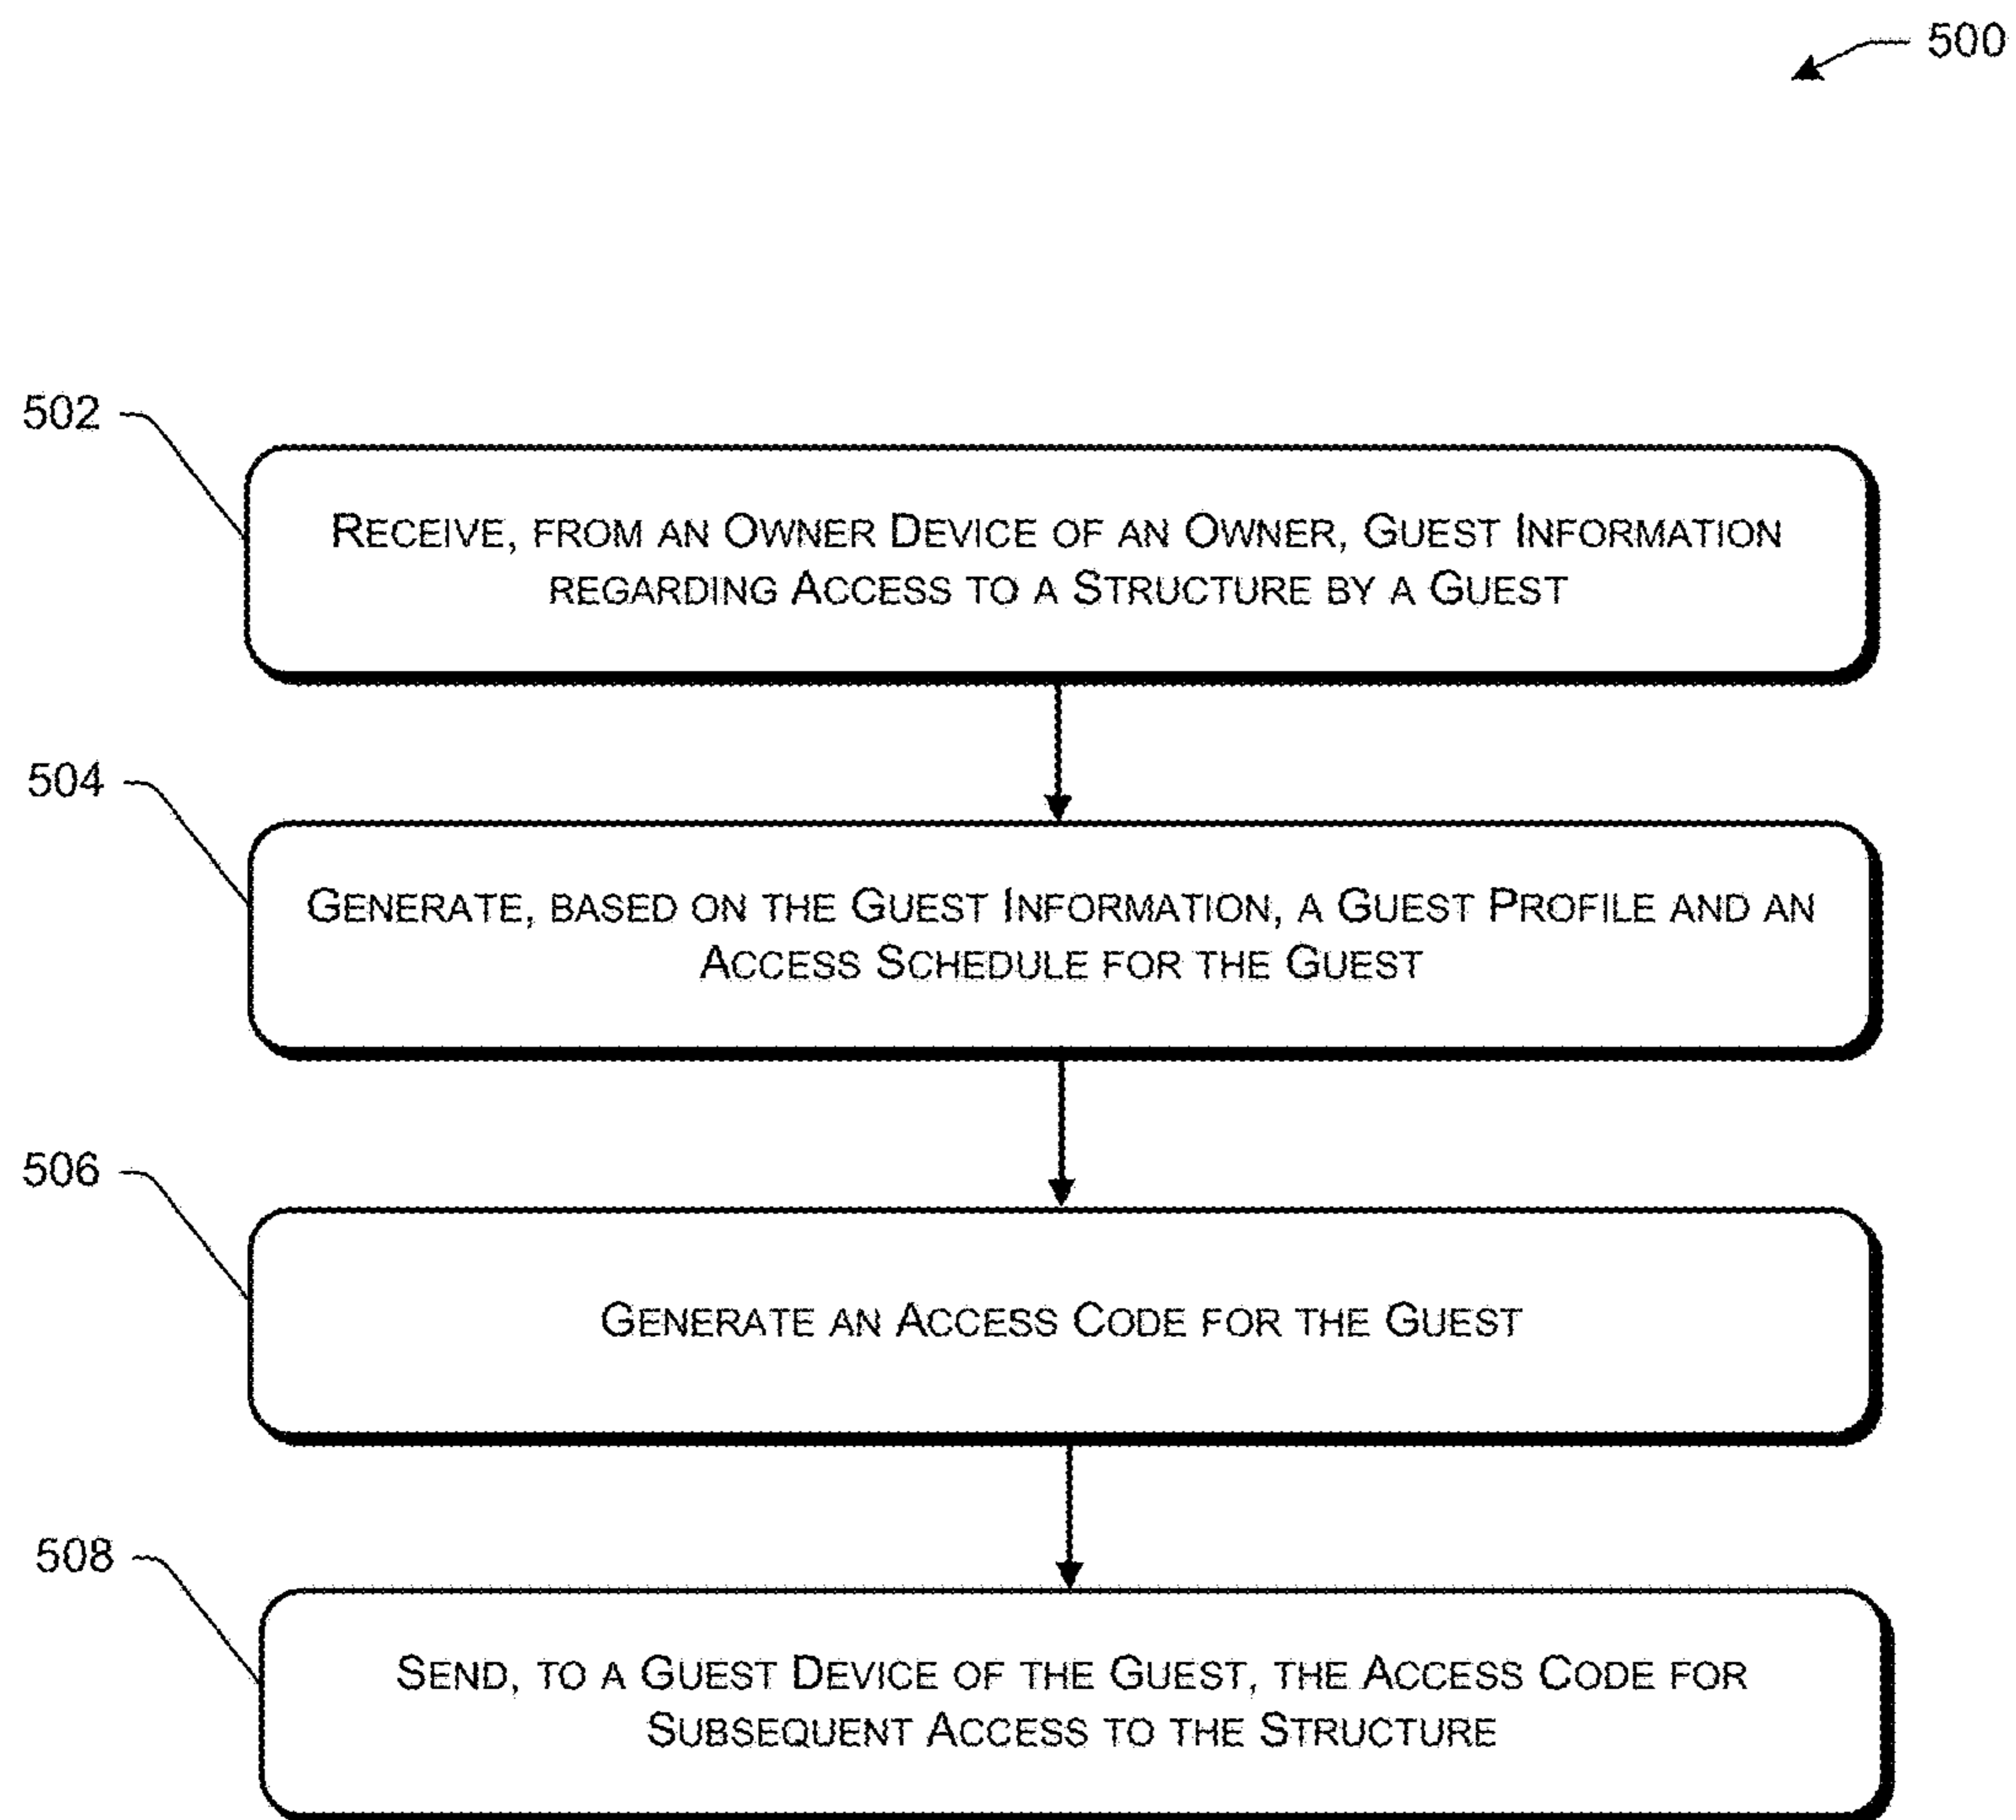 500
502
RECEIVE, FROM AN OWNER DEVICE OF AN OWNER, GUEST INFORMATION
REGARDING ACCESS TO A STRUCTURE BY A GUEST
504
GENERATE, BASED ON THE GUEST INFORMATION, A GUEST PROFILE AND AN
ACCESS SCHEDULE FOR THE GUEST
506
GENERATE AN ACCESS CODE FOR THE GUEST
508
SEND, TO A GUEST DEVICE OF THE GUEST, THE ACCESS CODE FOR
SUBSEQUENT ACCESS TO THE STRUCTURE